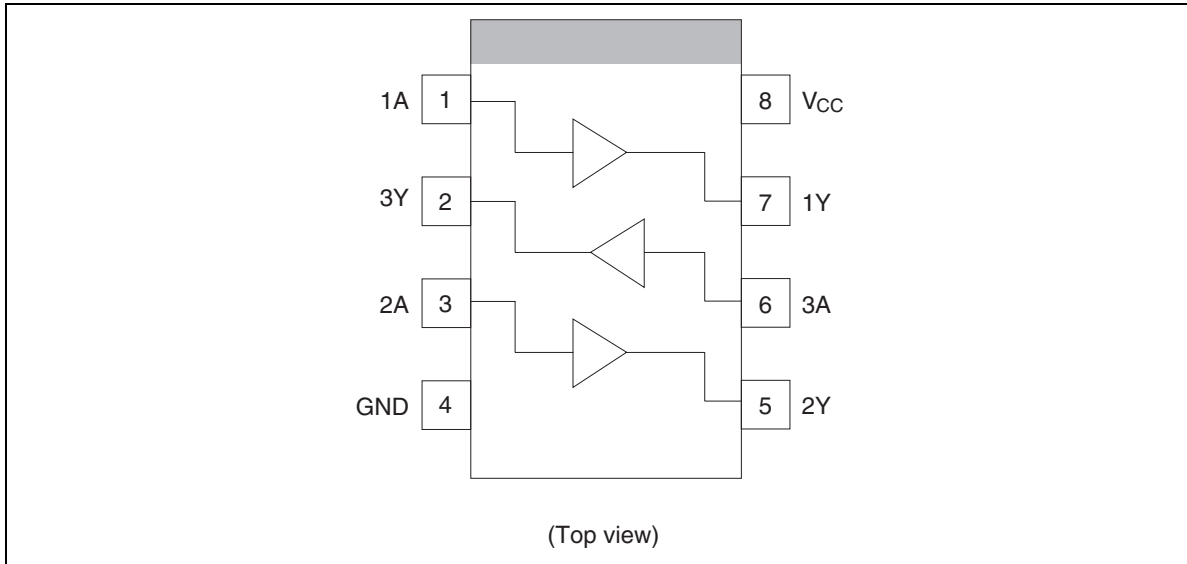 1A 1 8 VCC
3Y 2 7 1Y
2A 3 6 3A
GND 4 5 2Y
(Top view)